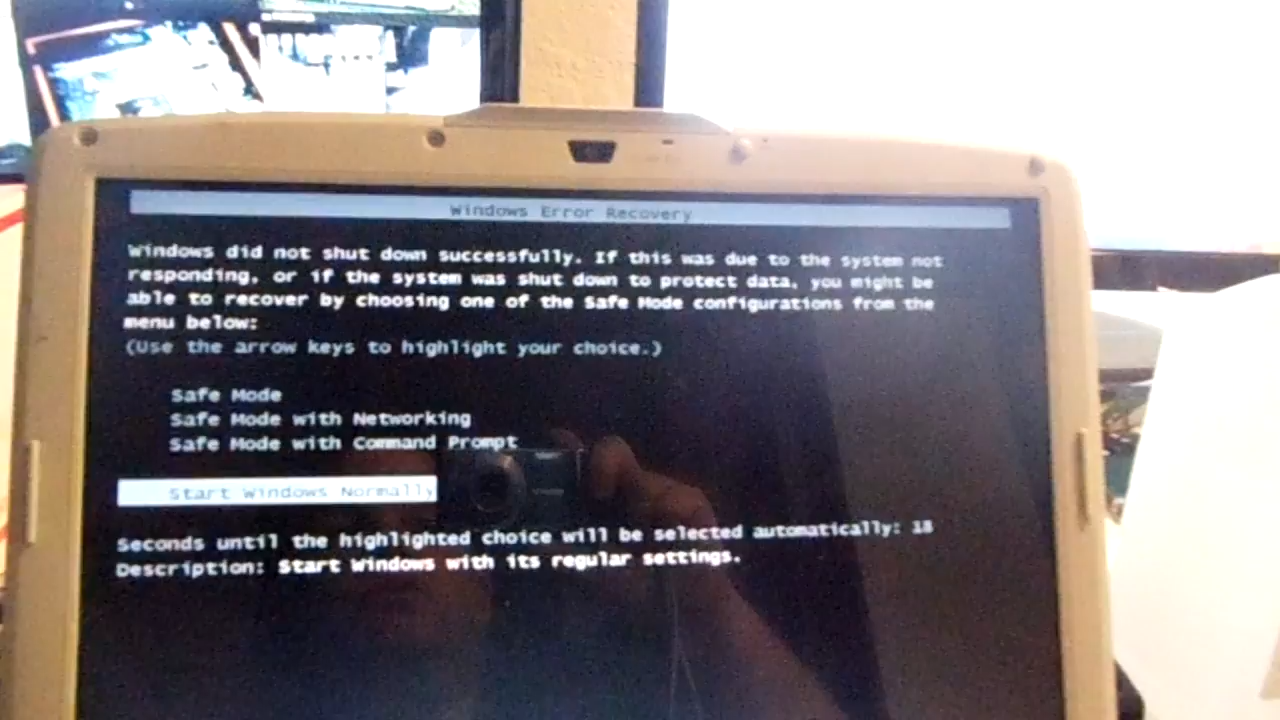 Windows Error Recovery
Windows did not shut down successfully. If this was due to the system not
responding, or if the system was shut down to protect data, you might be
able to recover by choosing one of the Safe Mode configurations from the
menu below:
(Use the arrow keys to highlight your choice.)
Safe Mode
Safe Mode with Networking
Safe Mode with Command Prompt
Start Windows Normally
Seconds until the highlighted choice will be selected automatically: 18
Description: Start Windows with its regular settings.